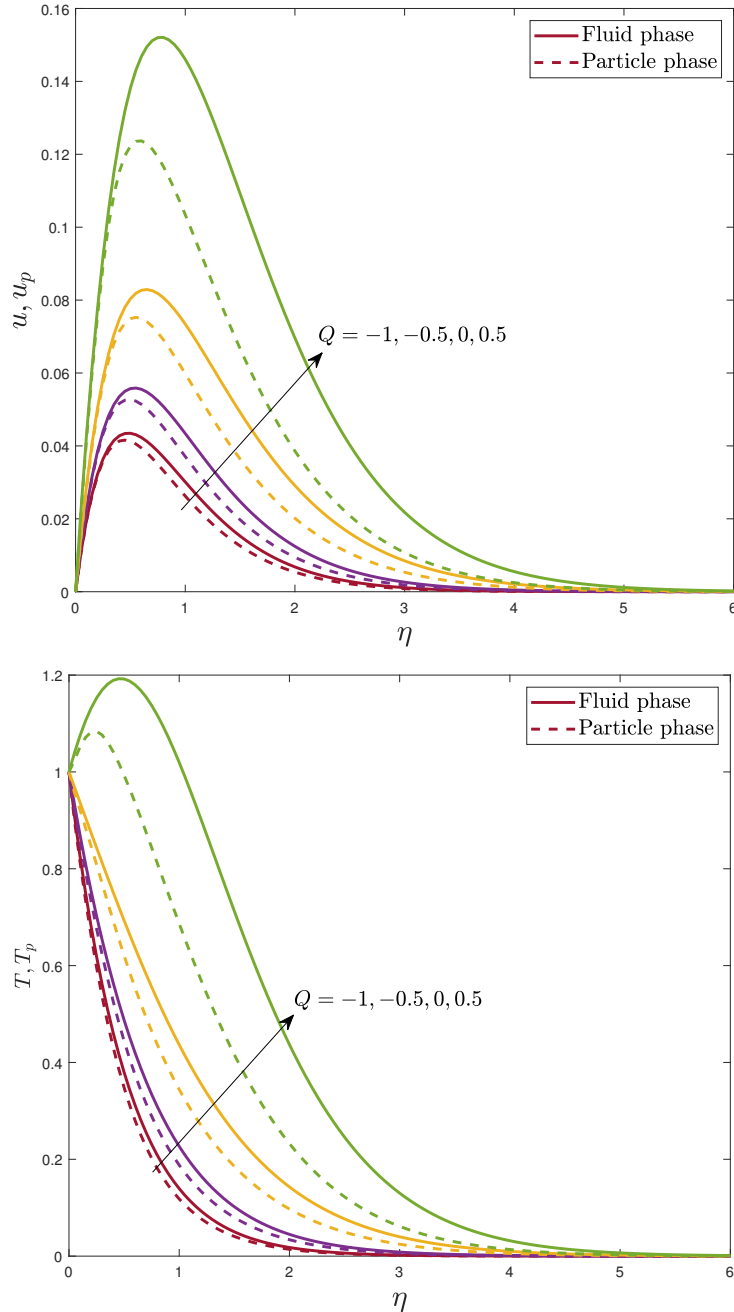 0.16
Fluid phase
Particle phase
0.14
0.12
0.1
u, u_p
0.08
Q = −1, −0.5, 0, 0.5
0.06
0.04
0.02
0
0 1 2 3 4 5 6
η
1.2
Fluid phase
Particle phase
1
0.8
T, T_p
0.6
Q = −1, −0.5, 0, 0.5
0.4
0.2
0
0 1 2 3 4 5 6
η